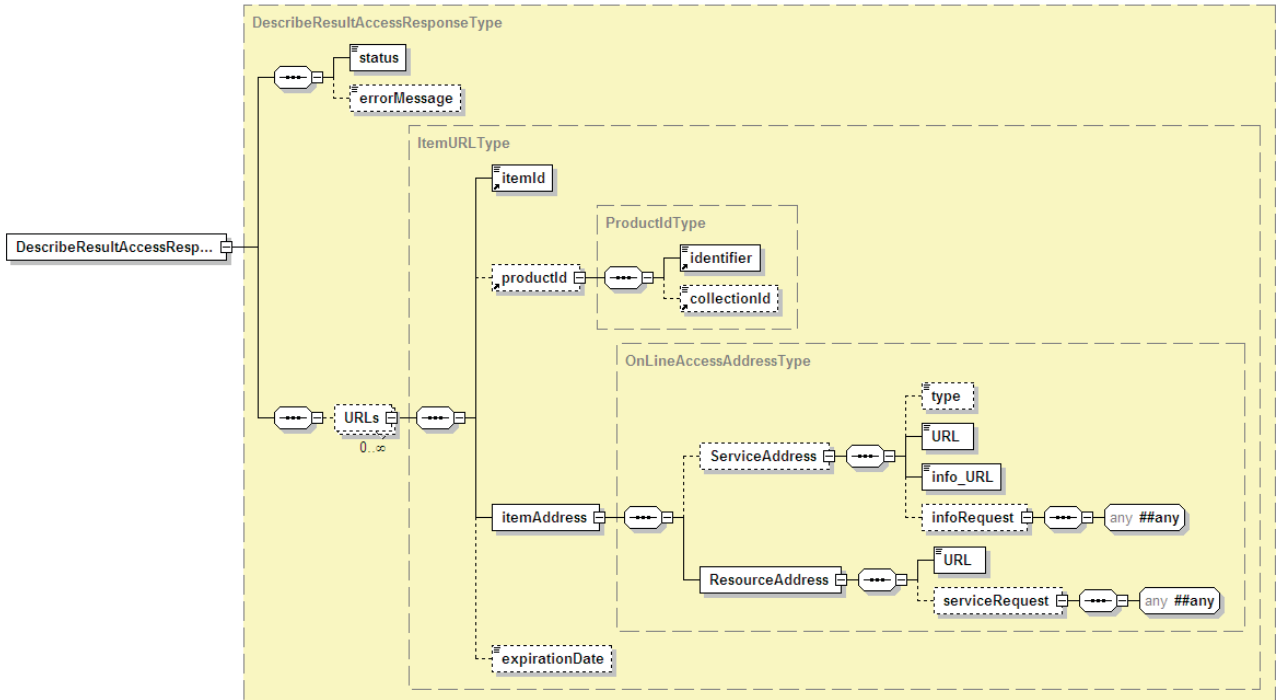 DescribeResultAccessResponseType
status
errorMessage
ItemURLType
itemId
ProductIdType
DescribeResultAccessResp...
identifier
productId
collectionId
OnLineAccessAddressType
type
URLs
URL
0..∞
ServiceAddress
info_URL
itemAddress
infoRequest
any ##any
URL
ResourceAddress
serviceRequest
any ##any
expirationDate